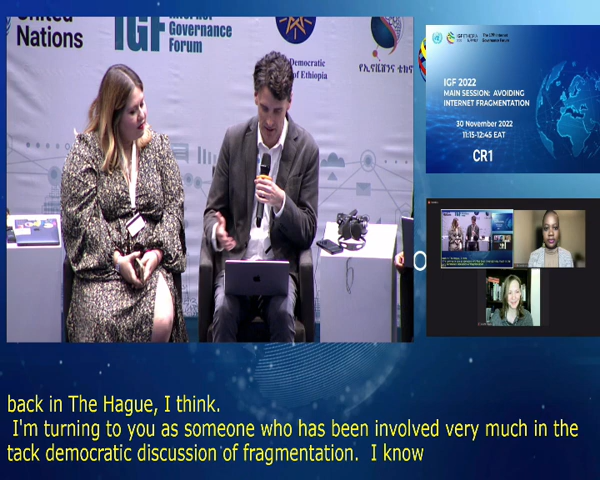 United
Nations
IGF
Internet
Governance
Forum
Democratic
of Ethiopia
6
IGF 2022
MAIN SESSION: AVOIDING
INTERNET FRAGMENTATION
30 November 2022
11:15-12:45 EAT
CR1
back in The Hague, I think.
I'm turning to you as someone who has been involved very much in the
tack democratic discussion of fragmentation.  I know